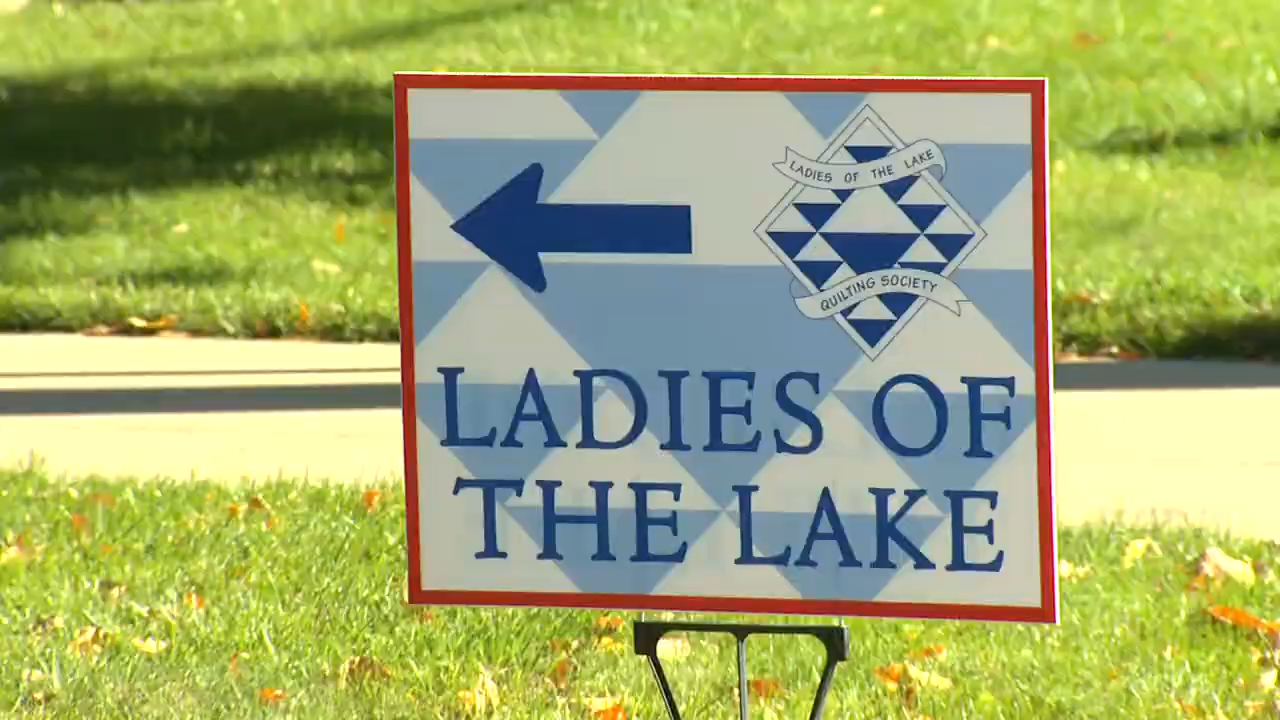 LADIES OF THE LAKE
QUILTING SOCIETY
LADIES OF
THE LAKE